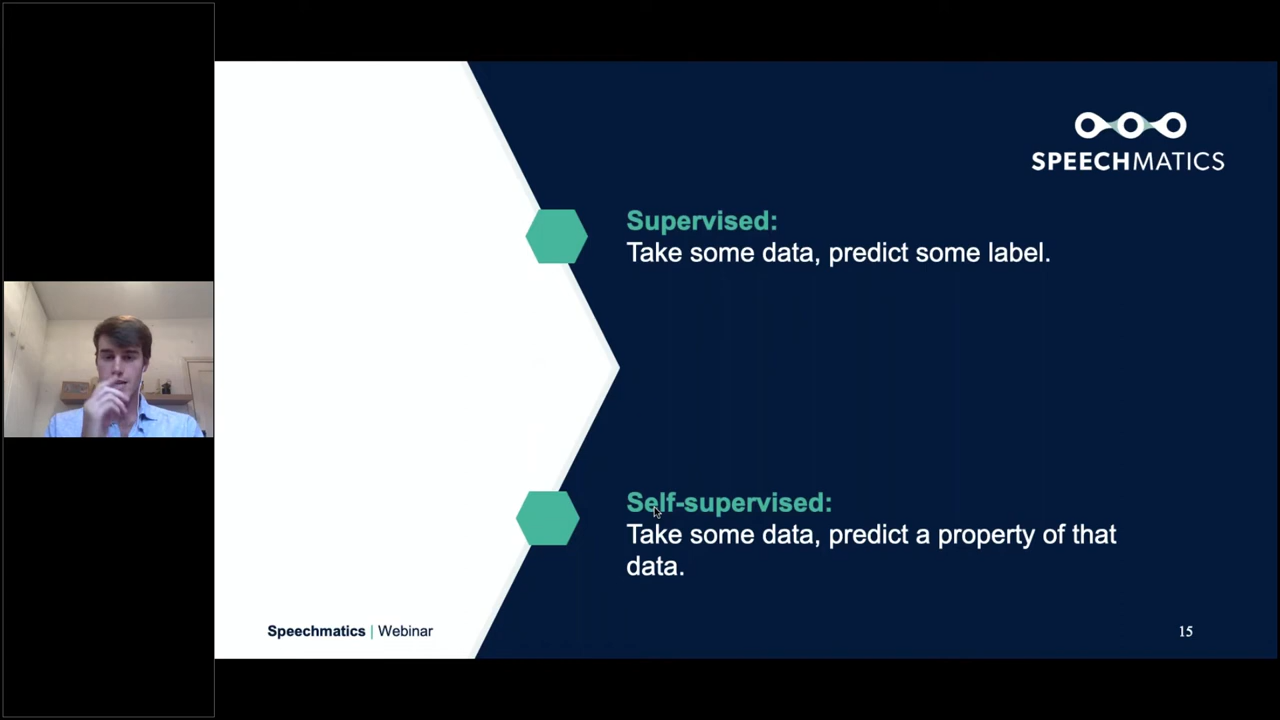 SPEECHMATICS
Supervised:
Take some data, predict some label.
Self-supervised:
Take some data, predict a property of that
data.
Speechmatics | Webinar
15